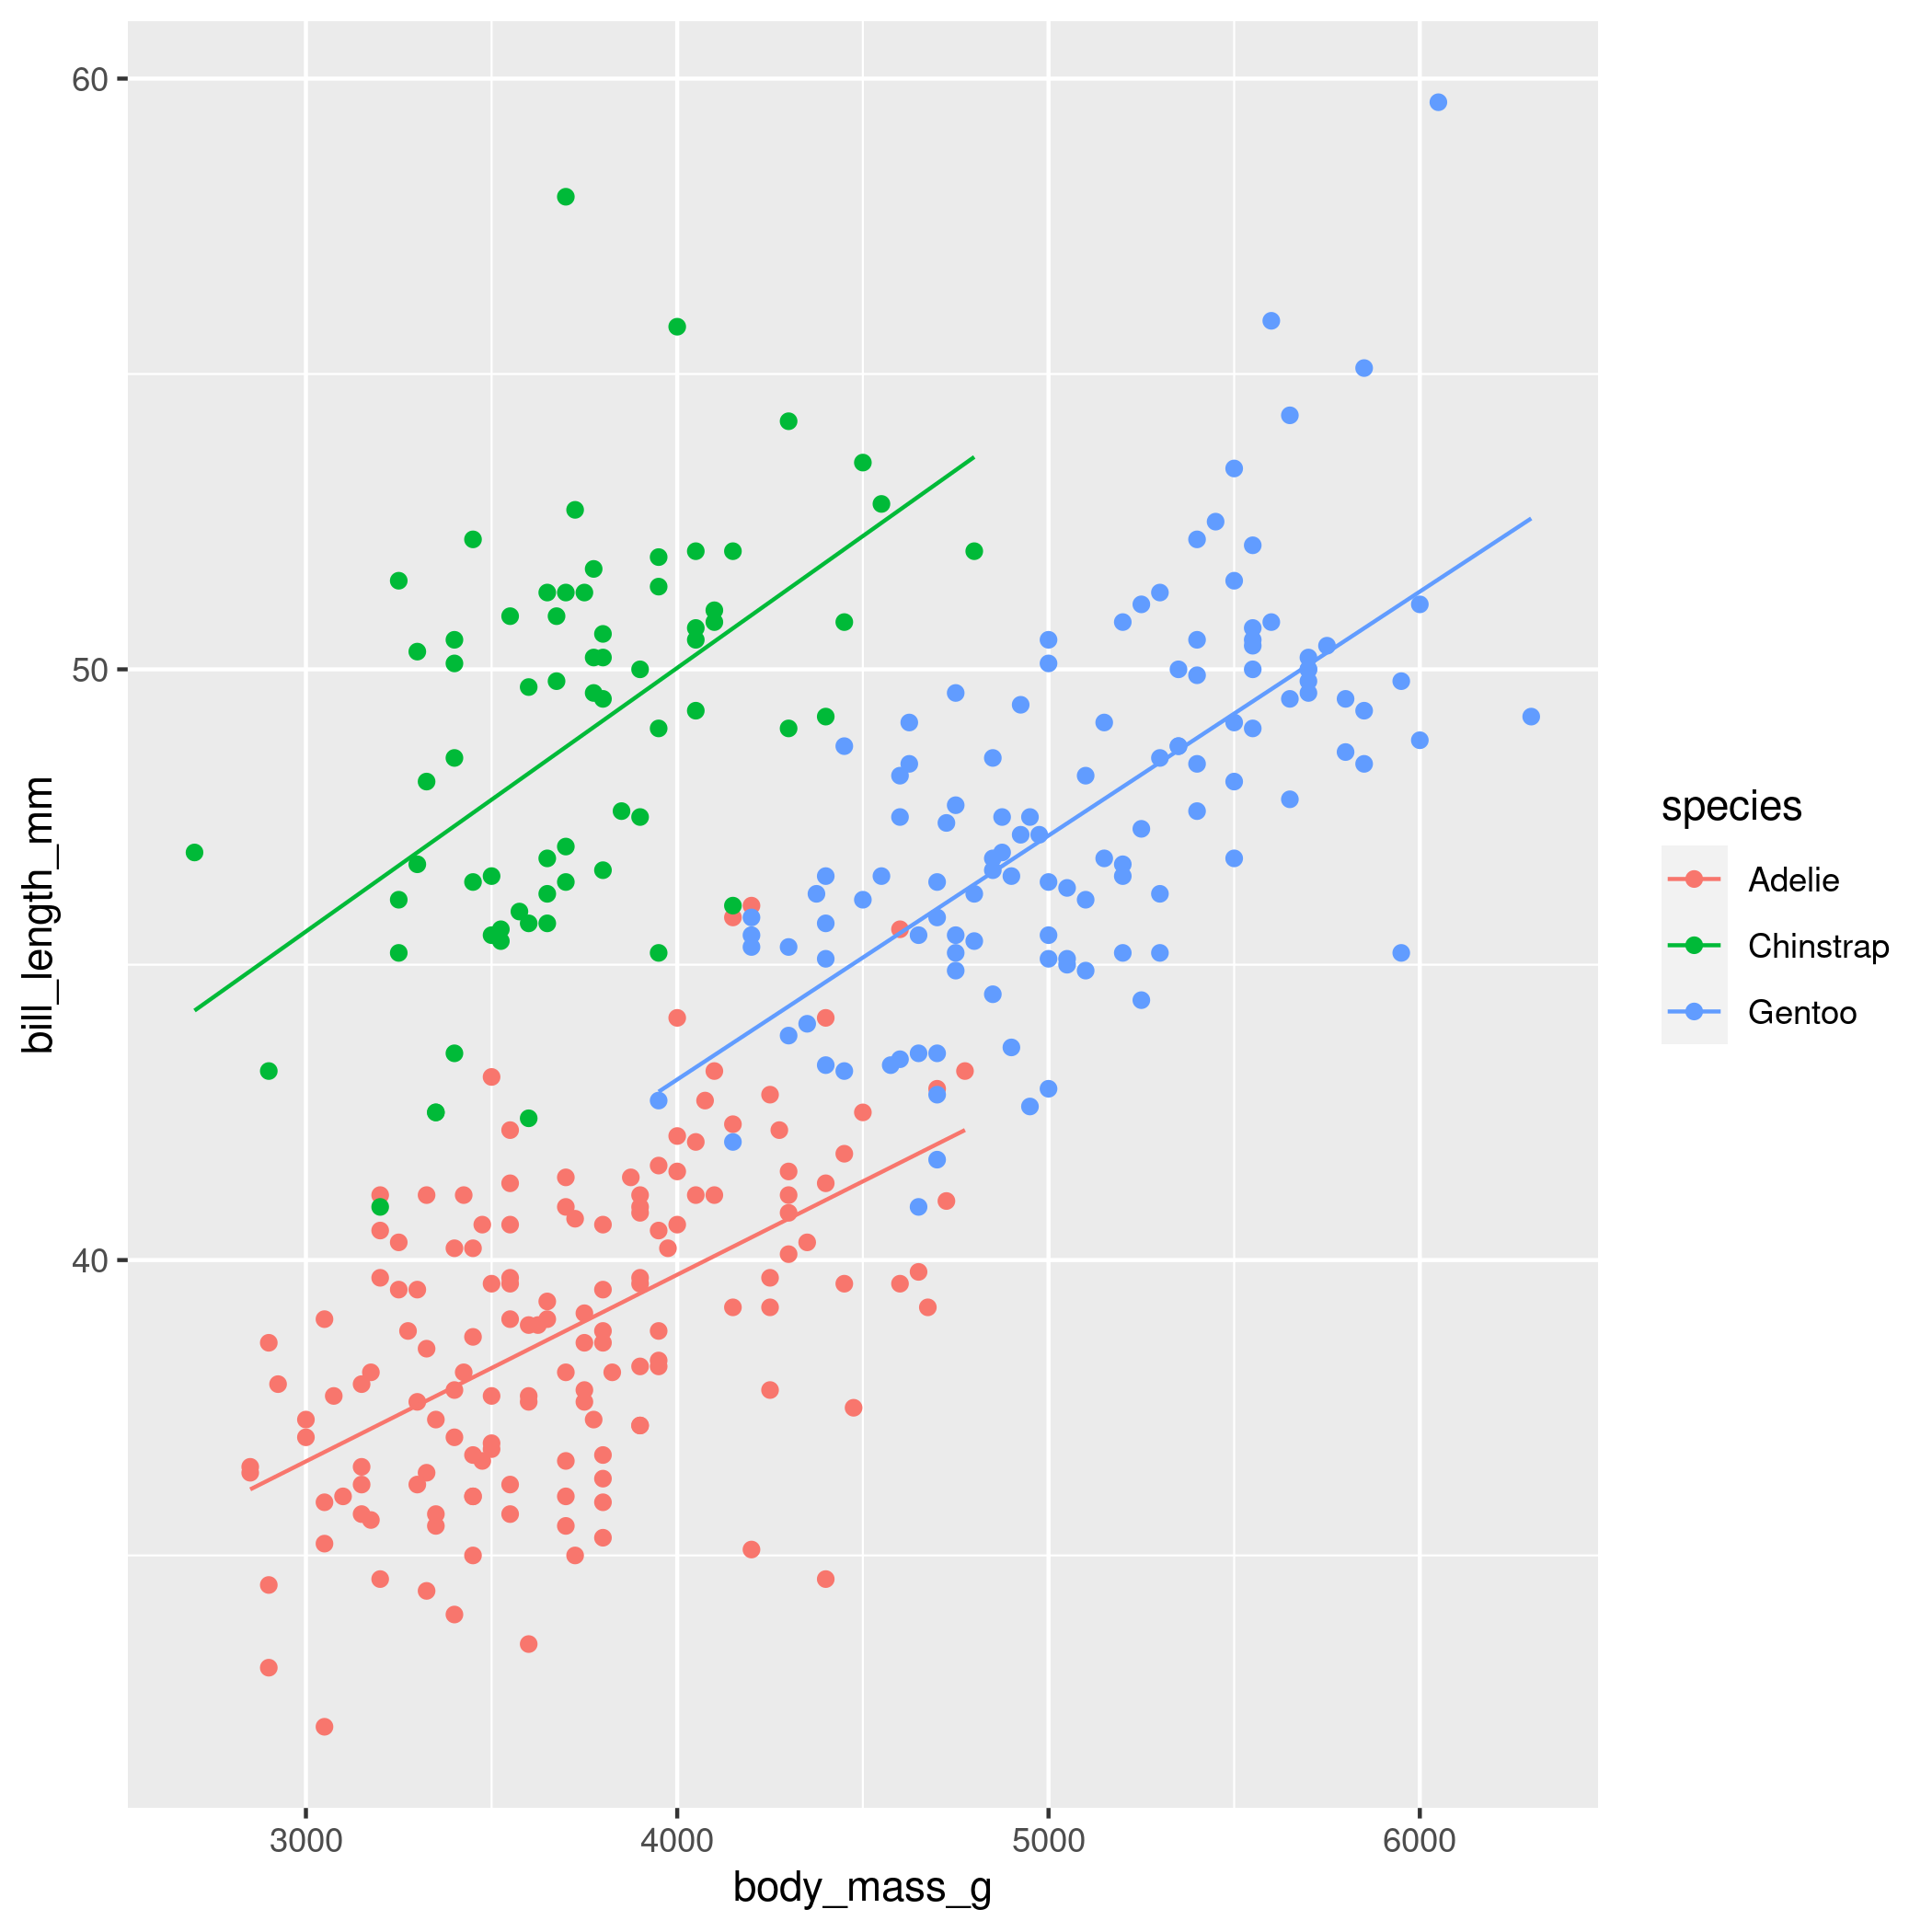 60
50
40
bill_length_mm
3000 4000 5000 6000
body_mass_g
species
Adelie
Chinstrap
Gentoo